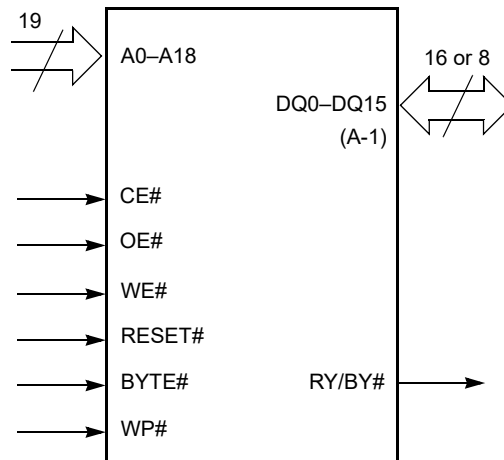 19
A0–A18
16 or 8
DQ0–DQ15
(A-1)
CE#
OE#
WE#
RESET#
BYTE#
RY/BY#
WP#